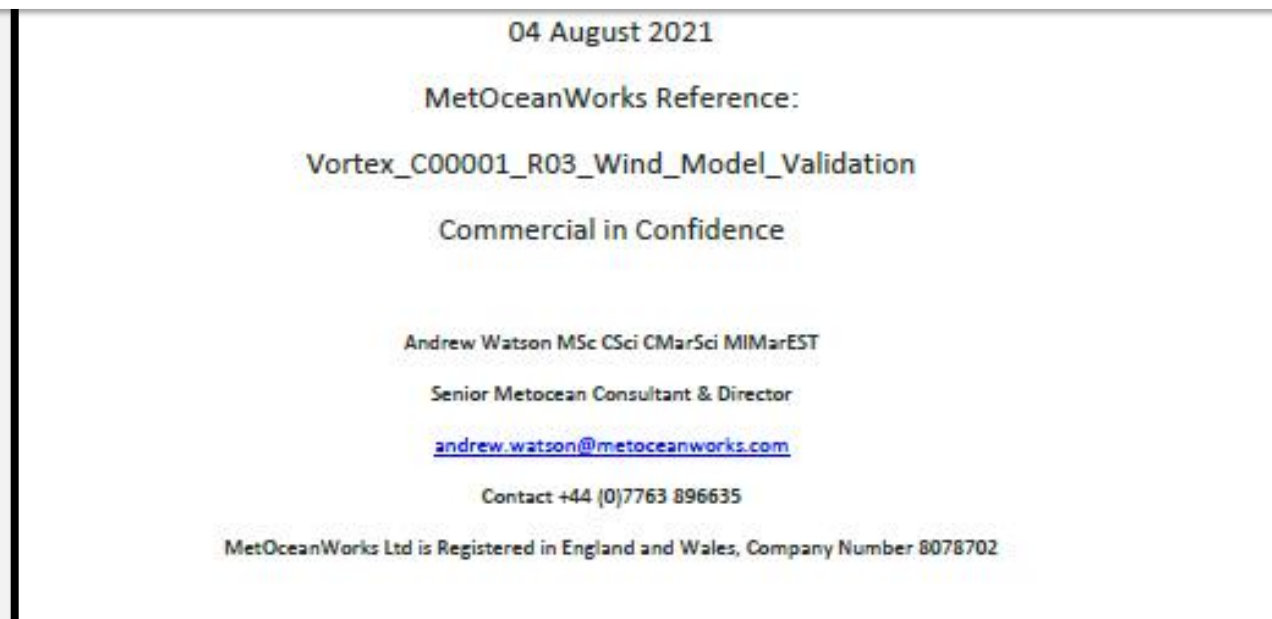 04 August 2021
MetOceanWorks Reference:
Vortex_C00001_R03_Wind_Model_Validation
Commercial in Confidence
Andrew Watson MSc CSci CMarSci MIMarEST
Senior Metocean Consultant & Director
andrew.watson@metoceanworks.com
Contact +44 (0)7763 896635
MetOceanWorks Ltd is Registered in England and Wales, Company Number 8078702